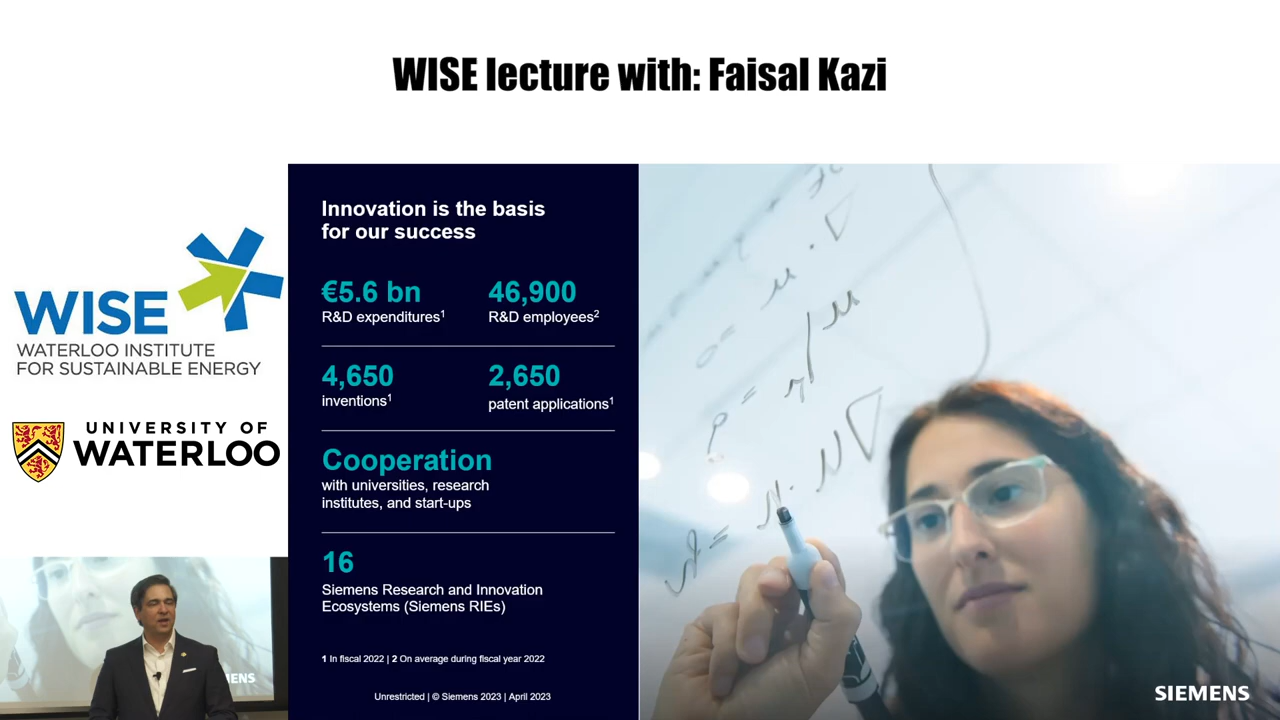 WISE lecture with: Faisal Kazi
WISE
WATERLOO INSTITUTE
FOR SUSTAINABLE ENERGY
UNIVERSITY OF
WATERLOO
Innovation is the basis
for our success
€5.6 bn
R&D expenditures¹
46,900
R&D employees²
4,650
inventions¹
2,650
patent applications¹
Cooperation
with universities, research
institutes, and start-ups
16
Siemens Research and Innovation
Ecosystems (Siemens RIEs)
1 In fiscal 2022 | 2 On average during fiscal year 2022
Unrestricted | © Siemens 2023 | April 2023
SIEMENS